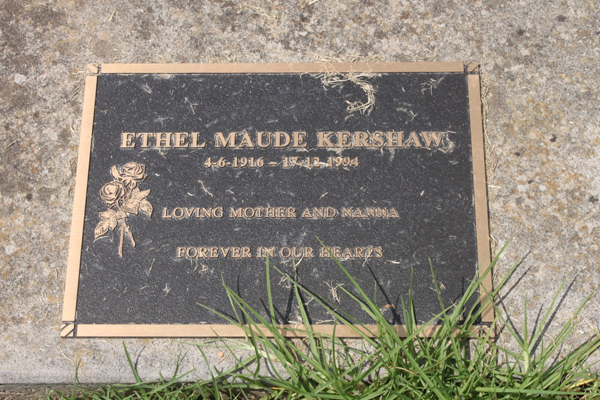 ETHEL MAUDE KERSHAW
4-6-1916 - 17-12-1994
LOVING MOTHER AND NANNA
FOREVER IN OUR HEARTS